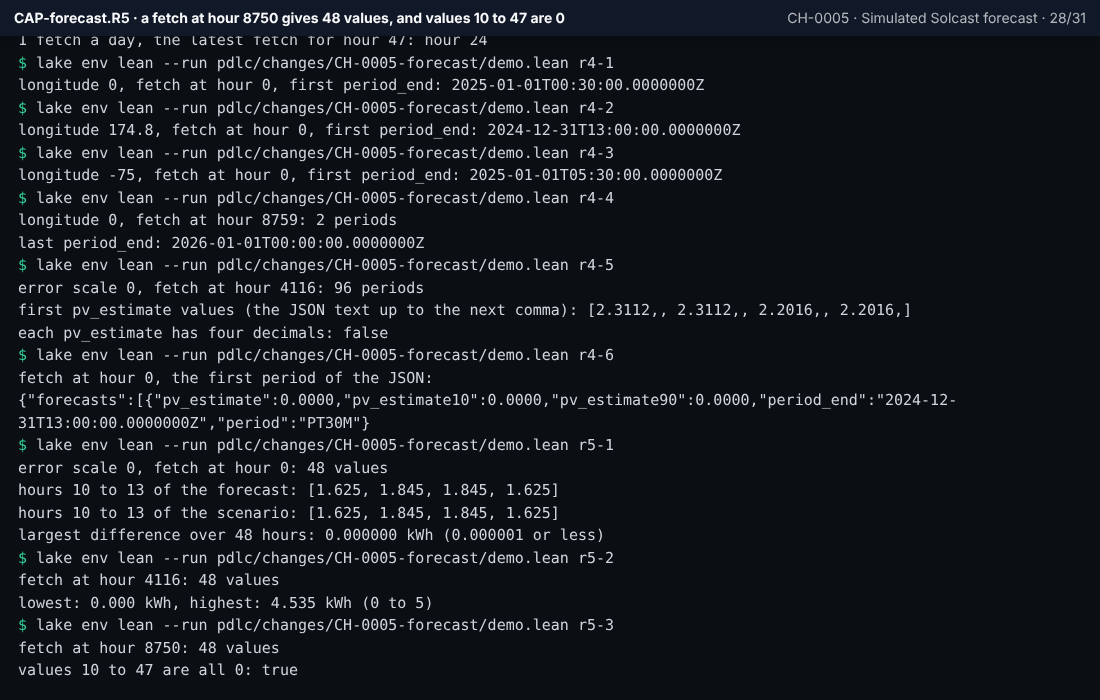 CAP-forecast.R5 · a fetch at hour 8750 gives 48 values, and values 10 to 47 are 0
CH-0005 · Simulated Solcast forecast · 28/31
1 fetch a day, the latest fetch for hour 47: hour 24
$ lake env lean --run pdlc/changes/CH-0005-forecast/demo.lean r4-1
longitude 0, fetch at hour 0, first period_end: 2025-01-01T00:30:00.0000000Z
$ lake env lean --run pdlc/changes/CH-0005-forecast/demo.lean r4-2
longitude 174.8, fetch at hour 0, first period_end: 2024-12-31T13:00:00.0000000Z
$ lake env lean --run pdlc/changes/CH-0005-forecast/demo.lean r4-3
longitude -75, fetch at hour 0, first period_end: 2025-01-01T05:30:00.0000000Z
$ lake env lean --run pdlc/changes/CH-0005-forecast/demo.lean r4-4
longitude 0, fetch at hour 8759: 2 periods
last period_end: 2026-01-01T00:00:00.0000000Z
$ lake env lean --run pdlc/changes/CH-0005-forecast/demo.lean r4-5
error scale 0, fetch at hour 4116: 96 periods
first pv_estimate values (the JSON text up to the next comma): [2.3112,, 2.3112,, 2.2016,, 2.2016,]
each pv_estimate has four decimals: false
$ lake env lean --run pdlc/changes/CH-0005-forecast/demo.lean r4-6
fetch at hour 0, the first period of the JSON:
{"forecasts":[{"pv_estimate":0.0000,"pv_estimate10":0.0000,"pv_estimate90":0.0000,"period_end":"2024-12-
31T13:00:00.0000000Z","period":"PT30M"}
$ lake env lean --run pdlc/changes/CH-0005-forecast/demo.lean r5-1
error scale 0, fetch at hour 0: 48 values
hours 10 to 13 of the forecast: [1.625, 1.845, 1.845, 1.625]
hours 10 to 13 of the scenario: [1.625, 1.845, 1.845, 1.625]
largest difference over 48 hours: 0.000000 kWh (0.000001 or less)
$ lake env lean --run pdlc/changes/CH-0005-forecast/demo.lean r5-2
fetch at hour 4116: 48 values
lowest: 0.000 kWh, highest: 4.535 kWh (0 to 5)
$ lake env lean --run pdlc/changes/CH-0005-forecast/demo.lean r5-3
fetch at hour 8750: 48 values
values 10 to 47 are all 0: true